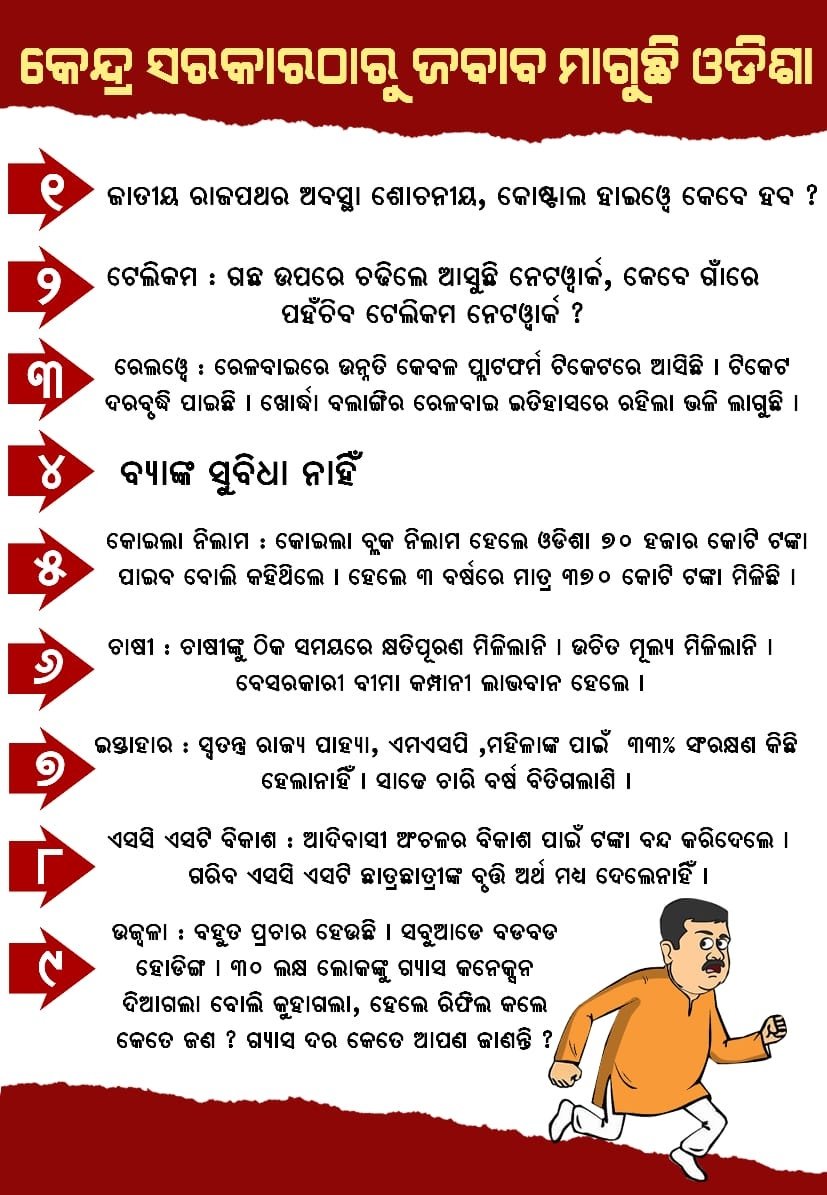 କେନ୍ଦ୍ର ସରକାରଠାରୁ ଜବାବ ମାଗୁଛି ଓଡିଶା
୧
ଜାତୀୟ ରାଜପଥର ଅବସ୍ଥା ଶୋଚନୀୟ, କୋଷ୍ଟାଲ ହାଇୱେ କେବେ ହବ ?
୨
ଟେଲିକମ : ଗଛ ଉପରେ ଚଢିଲେ ଆସୁଛି ନେଟୱାର୍କ, କେବେ ଗାଁରେ
ପହଁଚିବ ଟେଲିକମ ନେଟୱାର୍କ ?
୩
ରେଲୱେ : ରେଳବାଇରେ ଉନ୍ନତି କେବଳ ପ୍ଲାଟଫର୍ମ ଟିକେଟରେ ଆସିଛି । ଟିକେଟ
ଦରବୃଦ୍ଧି ପାଇଛି । ଖୋର୍ଦ୍ଧା ବଲାଙ୍ଗିର ରେଳବାଇ ଇତିହାସରେ ରହିଲା ଭଳି ଲାଗୁଛି ।
୪
ବ୍ୟାଙ୍କ ସୁବିଧା ନାହିଁ
୫
କୋଇଲା ନିଲାମ : କୋଇଲା ବ୍ଲକ ନିଲାମ ହେଲେ ଓଡିଶା ୭୦ ହଜାର କୋଟି ଟଙ୍କା
ପାଇବ ବୋଲି କହିଥିଲେ । ହେଲେ ୩ ବର୍ଷରେ ମାତ୍ର ୩୭୦ କୋଟି ଟଙ୍କା ମିଳିଛି ।
୬
ଚାଷୀ : ଚାଷୀଙ୍କୁ ଠିକ ସମୟରେ କ୍ଷତିପୂରଣ ମିଳିଲାନି । ଉଚିତ ମୂଲ୍ୟ ମିଳିଲାନି ।
ବେସରକାରୀ ବୀମା କମ୍ପାନୀ ଲାଭବାନ ହେଲେ ।
୭
ଇସ୍ତାହାର : ସ୍ୱତନ୍ତ୍ର ରାଜ୍ୟ ପାହ୍ୟା, ଏମଏସପି ,ମହିଳାଙ୍କ ପାଇଁ ୩୩% ସଂରକ୍ଷଣ କିଛି
ହେଲାନାହିଁ । ସାଢେ ଚାରି ବର୍ଷ ବିତିଗଲାଣି ।
୮
ଏସସି ଏସଟି ବିକାଶ : ଆଦିବାସୀ ଅଂଚଳର ବିକାଶ ପାଇଁ ଟଙ୍କା ବନ୍ଦ କରିଦେଲେ ।
ଗରିବ ଏସସି ଏସଟି ଛାତ୍ରଛାତ୍ରୀଙ୍କ ବୃତ୍ତି ଅର୍ଥ ମଧ୍ୟ ଦେଲେନାହିଁ ।
୯
ଉଜ୍ୱଳା : ବହୁତ ପ୍ରଚାର ହେଉଛି । ସବୁଆଡେ ବଡବଡ
ହୋଡିଙ୍ଗ । ୩୦ ଲକ୍ଷ ଲୋକଙ୍କୁ ଗ୍ୟାସ କନେକ୍ସନ
ଦିଆଗଲା ବୋଲି କୁହାଗଲା, ହେଲେ ରିଫିଲ କଲେ
କେତେ ଜଣ ? ଗ୍ୟାସ ଦର କେତେ ଆପଣ ଜାଣନ୍ତି ?